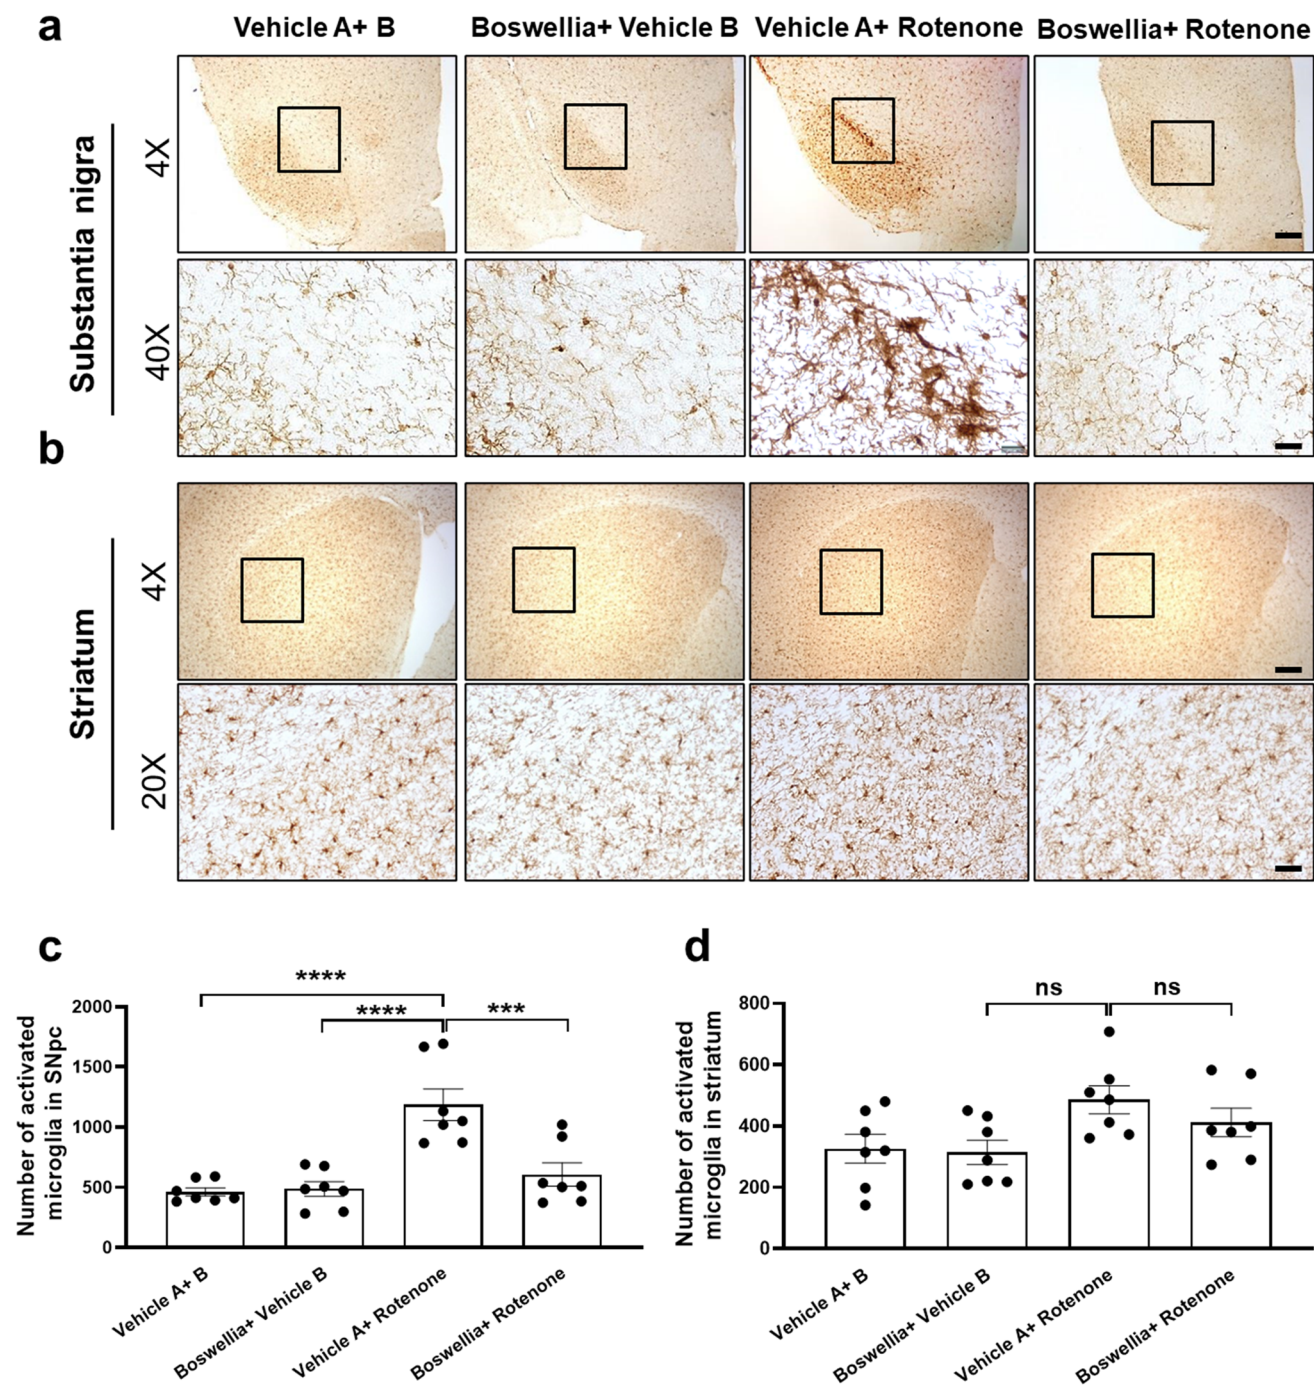 a
Vehicle A+ B
Boswellia+ Vehicle B
Vehicle A+ Rotenone
Boswellia+ Rotenone
Substantia nigra
4X
40X
b
Striatum
4X
20X
c
****
****
***
Number of activated
microglia in SNpc
2000
1500
1000
500
0
Vehicle A+ B
Boswellia+ Vehicle B
Vehicle A+ Rotenone
Boswellia+ Rotenone
d
ns
ns
Number of activated
microglia in striatum
800
600
400
200
0
Vehicle A+ B
Boswellia+ Vehicle B
Vehicle A+ Rotenone
Boswellia+ Rotenone